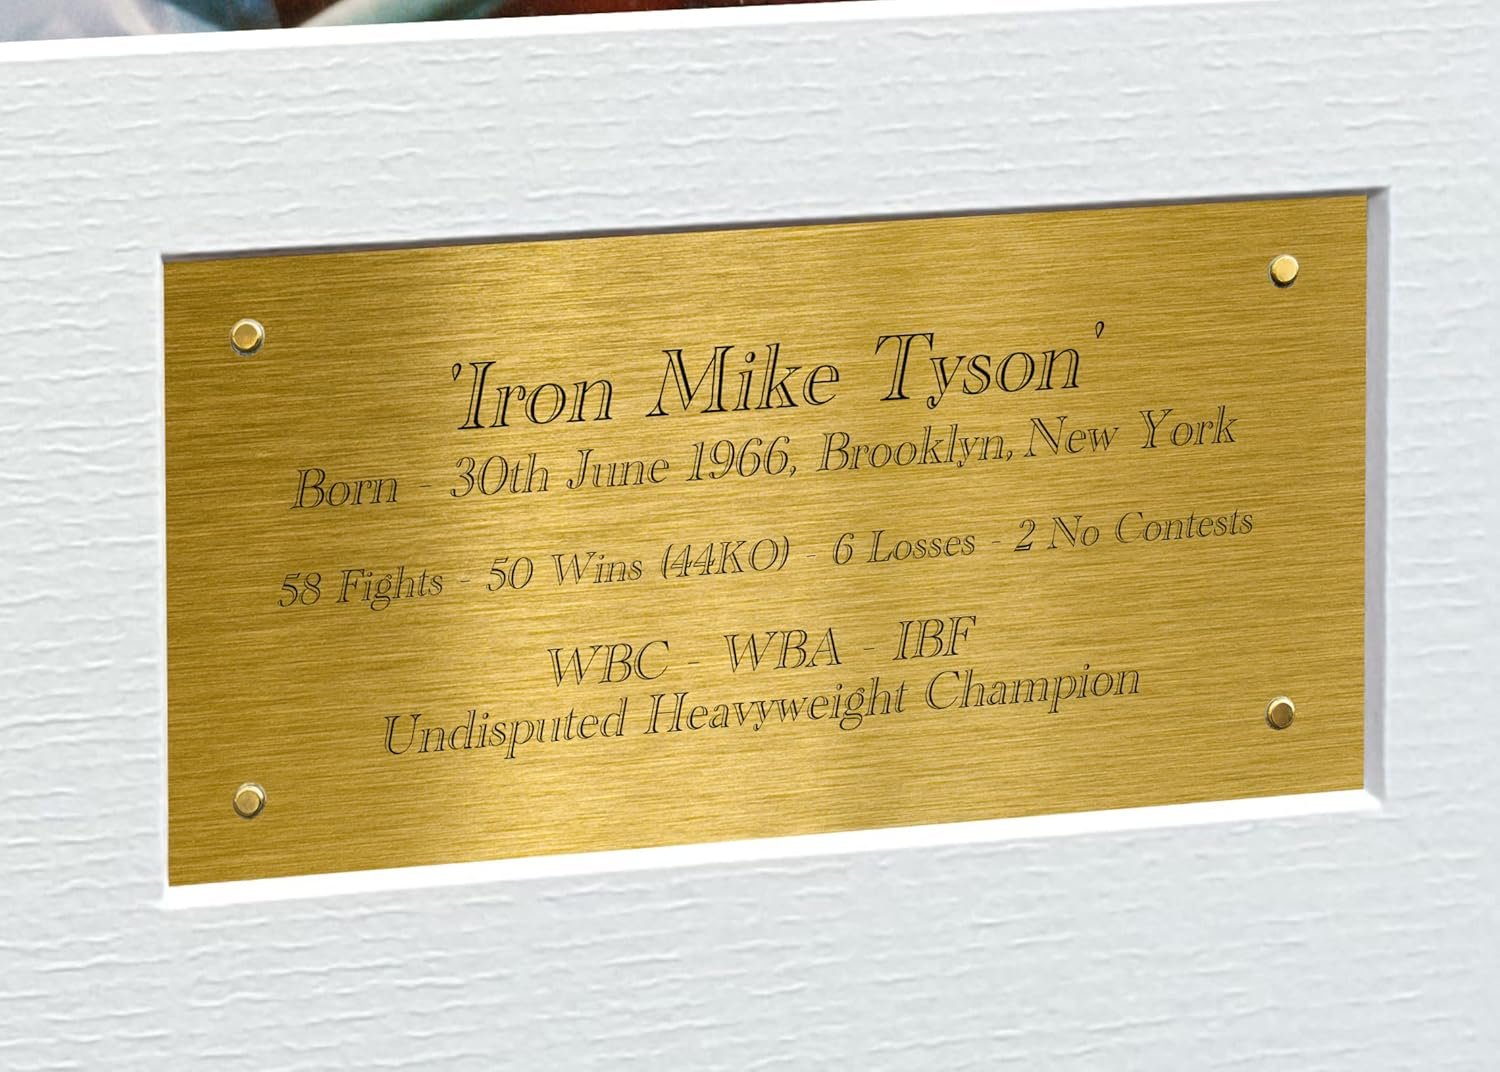 'Iron Mike Tyson'
Born - 30th June 1966, Brooklyn, New York
58 Fights - 50 Wins (44KO) - 6 Losses - 2 No Contests
WBC - WBA - IBF
Undisputed Heavyweight Champion